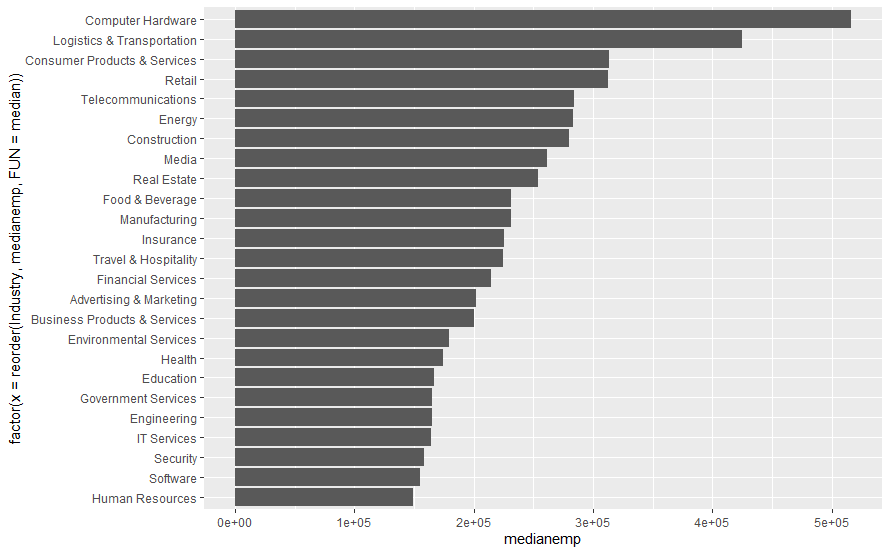 factor(x = reorder(Industry, medianemp, FUN = median))
Computer Hardware
Logistics & Transportation
Consumer Products & Services
Retail
Telecommunications
Energy
Construction
Media
Real Estate
Food & Beverage
Manufacturing
Insurance
Travel & Hospitality
Financial Services
Advertising & Marketing
Business Products & Services
Environmental Services
Health
Education
Government Services
Engineering
IT Services
Security
Software
Human Resources
0e+00 1e+05 2e+05 3e+05 4e+05 5e+05
medianemp